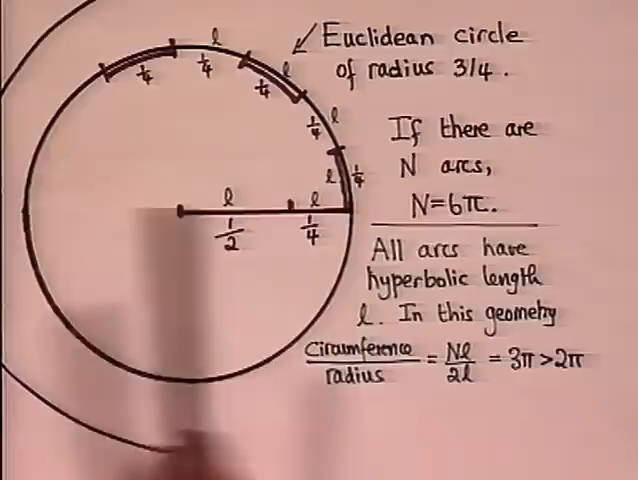 Euclidean circle
of radius 3/4.
l
l
l
l
1/4
1/4
1/4
1/4
1/4
If there are
N arcs,
N=6π.
l
l
1/2
1/4
All arcs have
hyperbolic length
l. In this geometry
Circumference/radius = Nl/2l = 3π>2π